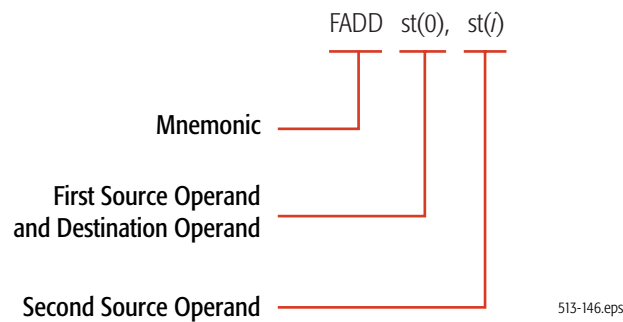 FADD st(0), st(i)
Mnemonic
First Source Operand
and Destination Operand
Second Source Operand
513-146.eps